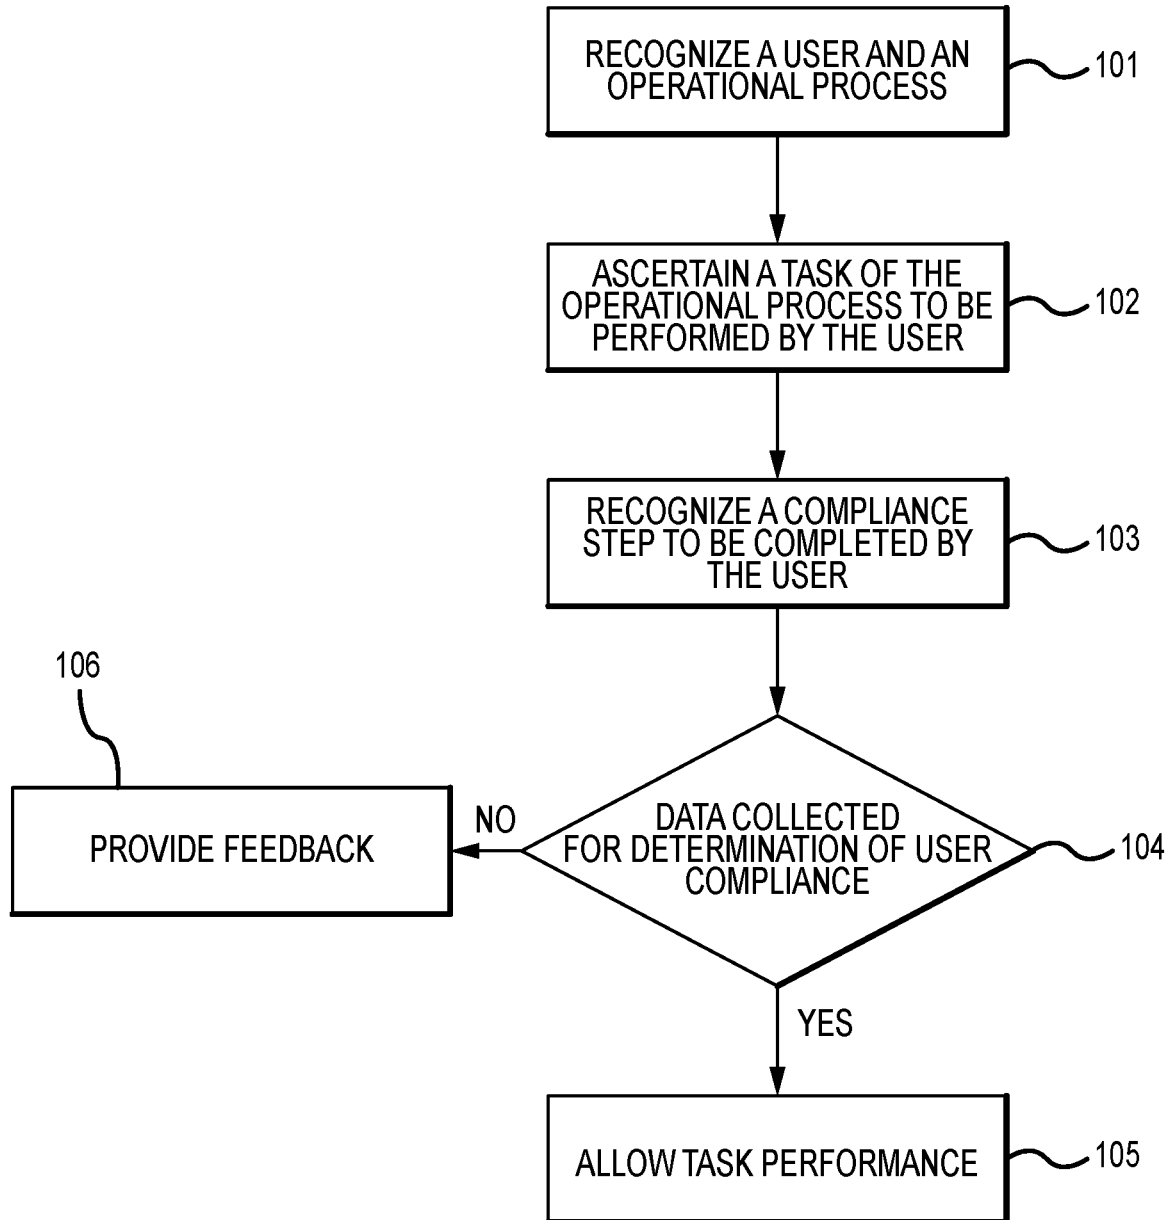 RECOGNIZE A USER AND AN
OPERATIONAL PROCESS
101
ASCERTAIN A TASK OF THE
OPERATIONAL PROCESS TO BE
PERFORMED BY THE USER
102
RECOGNIZE A COMPLIANCE
STEP TO BE COMPLETED BY
THE USER
103
DATA COLLECTED
FOR DETERMINATION OF USER
COMPLIANCE
104
NO
106
PROVIDE FEEDBACK
YES
ALLOW TASK PERFORMANCE
105